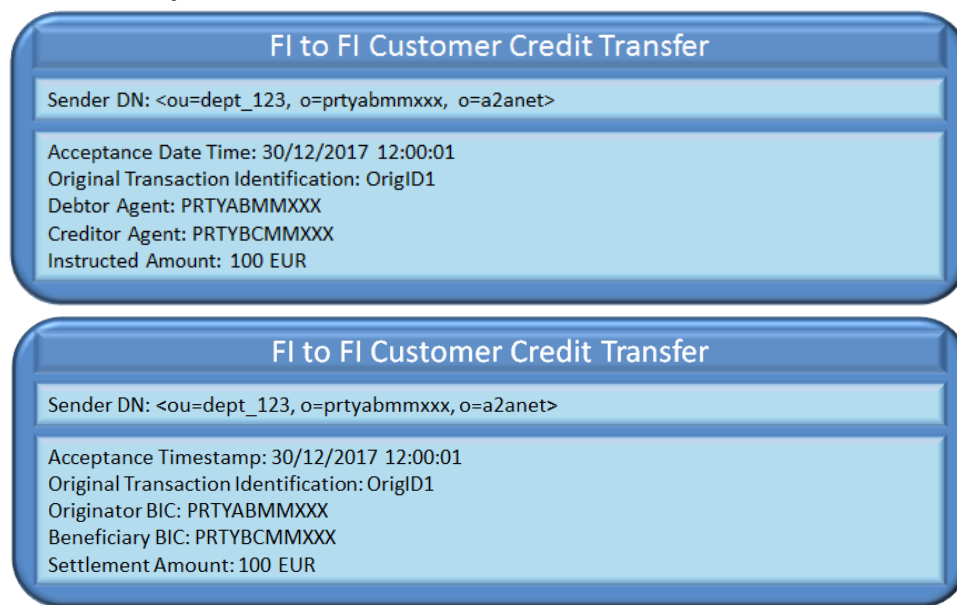 FI to FI Customer Credit Transfer
Sender DN: <ou=dept_123, o=prtyabmmxxx, o=a2anet>
Acceptance Date Time: 30/12/2017 12:00:01
Original Transaction Identification: OrigID1
Debtor Agent: PRTYABMMXXX
Creditor Agent: PRTYBCMMXXX
Instructed Amount: 100 EUR
FI to FI Customer Credit Transfer
Sender DN: <ou=dept_123, o=prtyabmmxxx, o=a2anet>
Acceptance Timestamp: 30/12/2017 12:00:01
Original Transaction Identification: OrigID1
Originator BIC: PRTYABMMXXX
Beneficiary BIC: PRTYBCMMXXX
Settlement Amount: 100 EUR